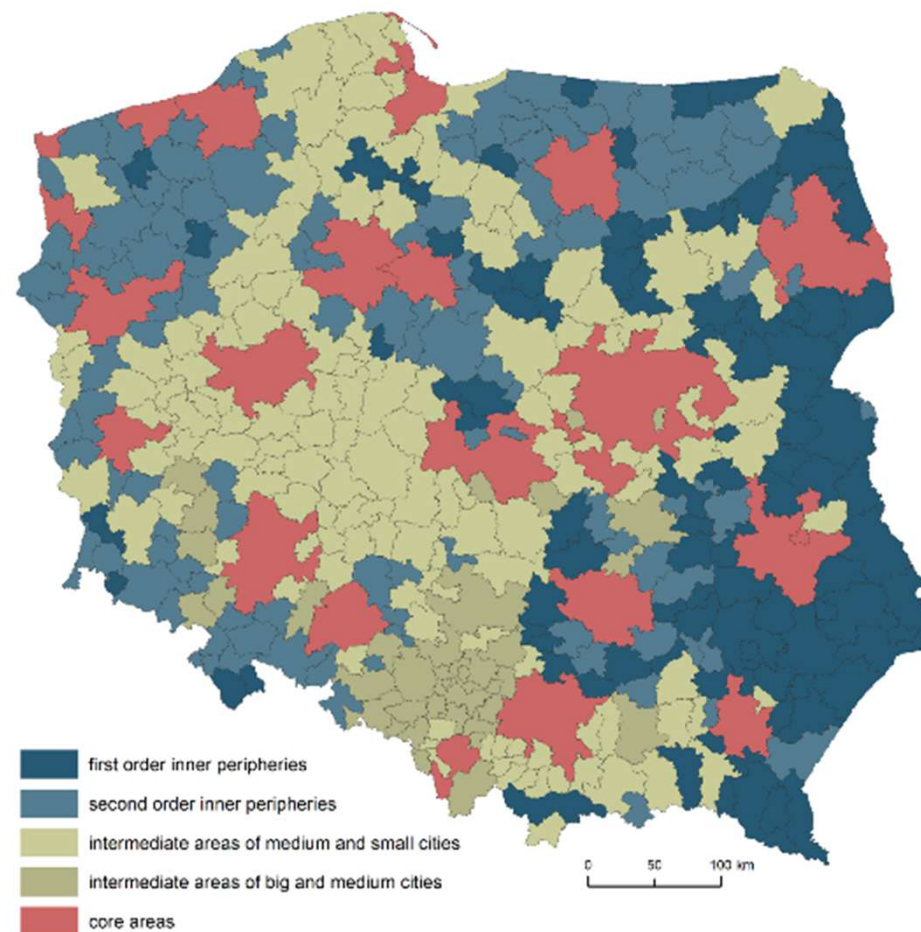 first order inner peripheries
second order inner peripheries
intermediate areas of medium and small cities
intermediate areas of big and medium cities
core areas
0 50 100 km